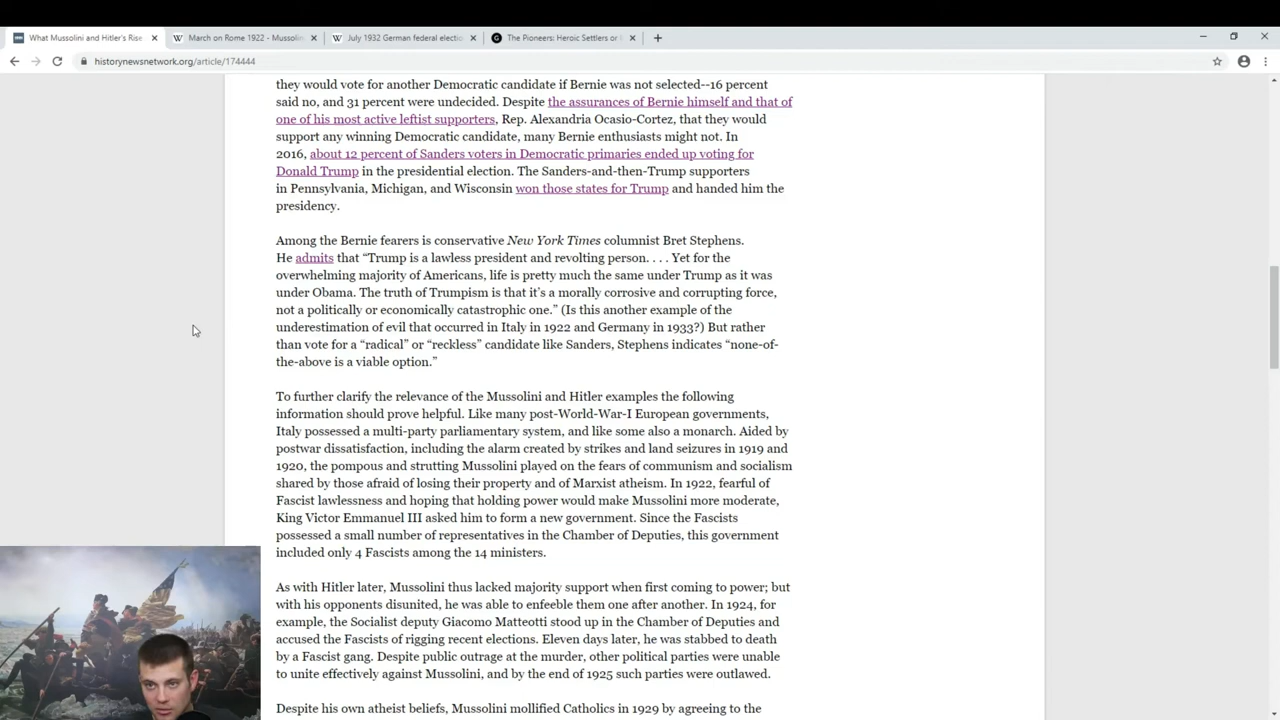 What Mussolini and Hitler's Rise
March on Rome 1922 - Mussolin
July 1932 German federal electio
The Pioneers: Heroic Settlers or
historynewsnetwork.org/article/174444
they would vote for another Democratic candidate if Bernie was not selected--16 percent
said no, and 31 percent were undecided. Despite the assurances of Bernie himself and that of
one of his most active leftist supporters, Rep. Alexandria Ocasio-Cortez, that they would
support any winning Democratic candidate, many Bernie enthusiasts might not. In
2016, about 12 percent of Sanders voters in Democratic primaries ended up voting for
Donald Trump in the presidential election. The Sanders-and-then-Trump supporters
in Pennsylvania, Michigan, and Wisconsin won those states for Trump and handed him the
presidency.
Among the Bernie fearers is conservative New York Times columnist Bret Stephens.
He admits that “Trump is a lawless president and revolting person. . . . Yet for the
overwhelming majority of Americans, life is pretty much the same under Trump as it was
under Obama. The truth of Trumpism is that it’s a morally corrosive and corrupting force,
not a politically or economically catastrophic one.” (Is this another example of the
underestimation of evil that occurred in Italy in 1922 and Germany in 1933?) But rather
than vote for a “radical” or “reckless” candidate like Sanders, Stephens indicates “none-of-
the-above is a viable option.”
To further clarify the relevance of the Mussolini and Hitler examples the following
information should prove helpful. Like many post-World-War-I European governments,
Italy possessed a multi-party parliamentary system, and like some also a monarch. Aided by
postwar dissatisfaction, including the alarm created by strikes and land seizures in 1919 and
1920, the pompous and strutting Mussolini played on the fears of communism and socialism
shared by those afraid of losing their property and of Marxist atheism. In 1922, fearful of
Fascist lawlessness and hoping that holding power would make Mussolini more moderate,
King Victor Emmanuel III asked him to form a new government. Since the Fascists
possessed a small number of representatives in the Chamber of Deputies, this government
included only 4 Fascists among the 14 ministers.
As with Hitler later, Mussolini thus lacked majority support when first coming to power; but
with his opponents disunited, he was able to enfeeble them one after another. In 1924, for
example, the Socialist deputy Giacomo Matteotti stood up in the Chamber of Deputies and
accused the Fascists of rigging recent elections. Eleven days later, he was stabbed to death
by a Fascist gang. Despite public outrage at the murder, other political parties were unable
to unite effectively against Mussolini, and by the end of 1925 such parties were outlawed.
Despite his own atheist beliefs, Mussolini mollified Catholics in 1929 by agreeing to the